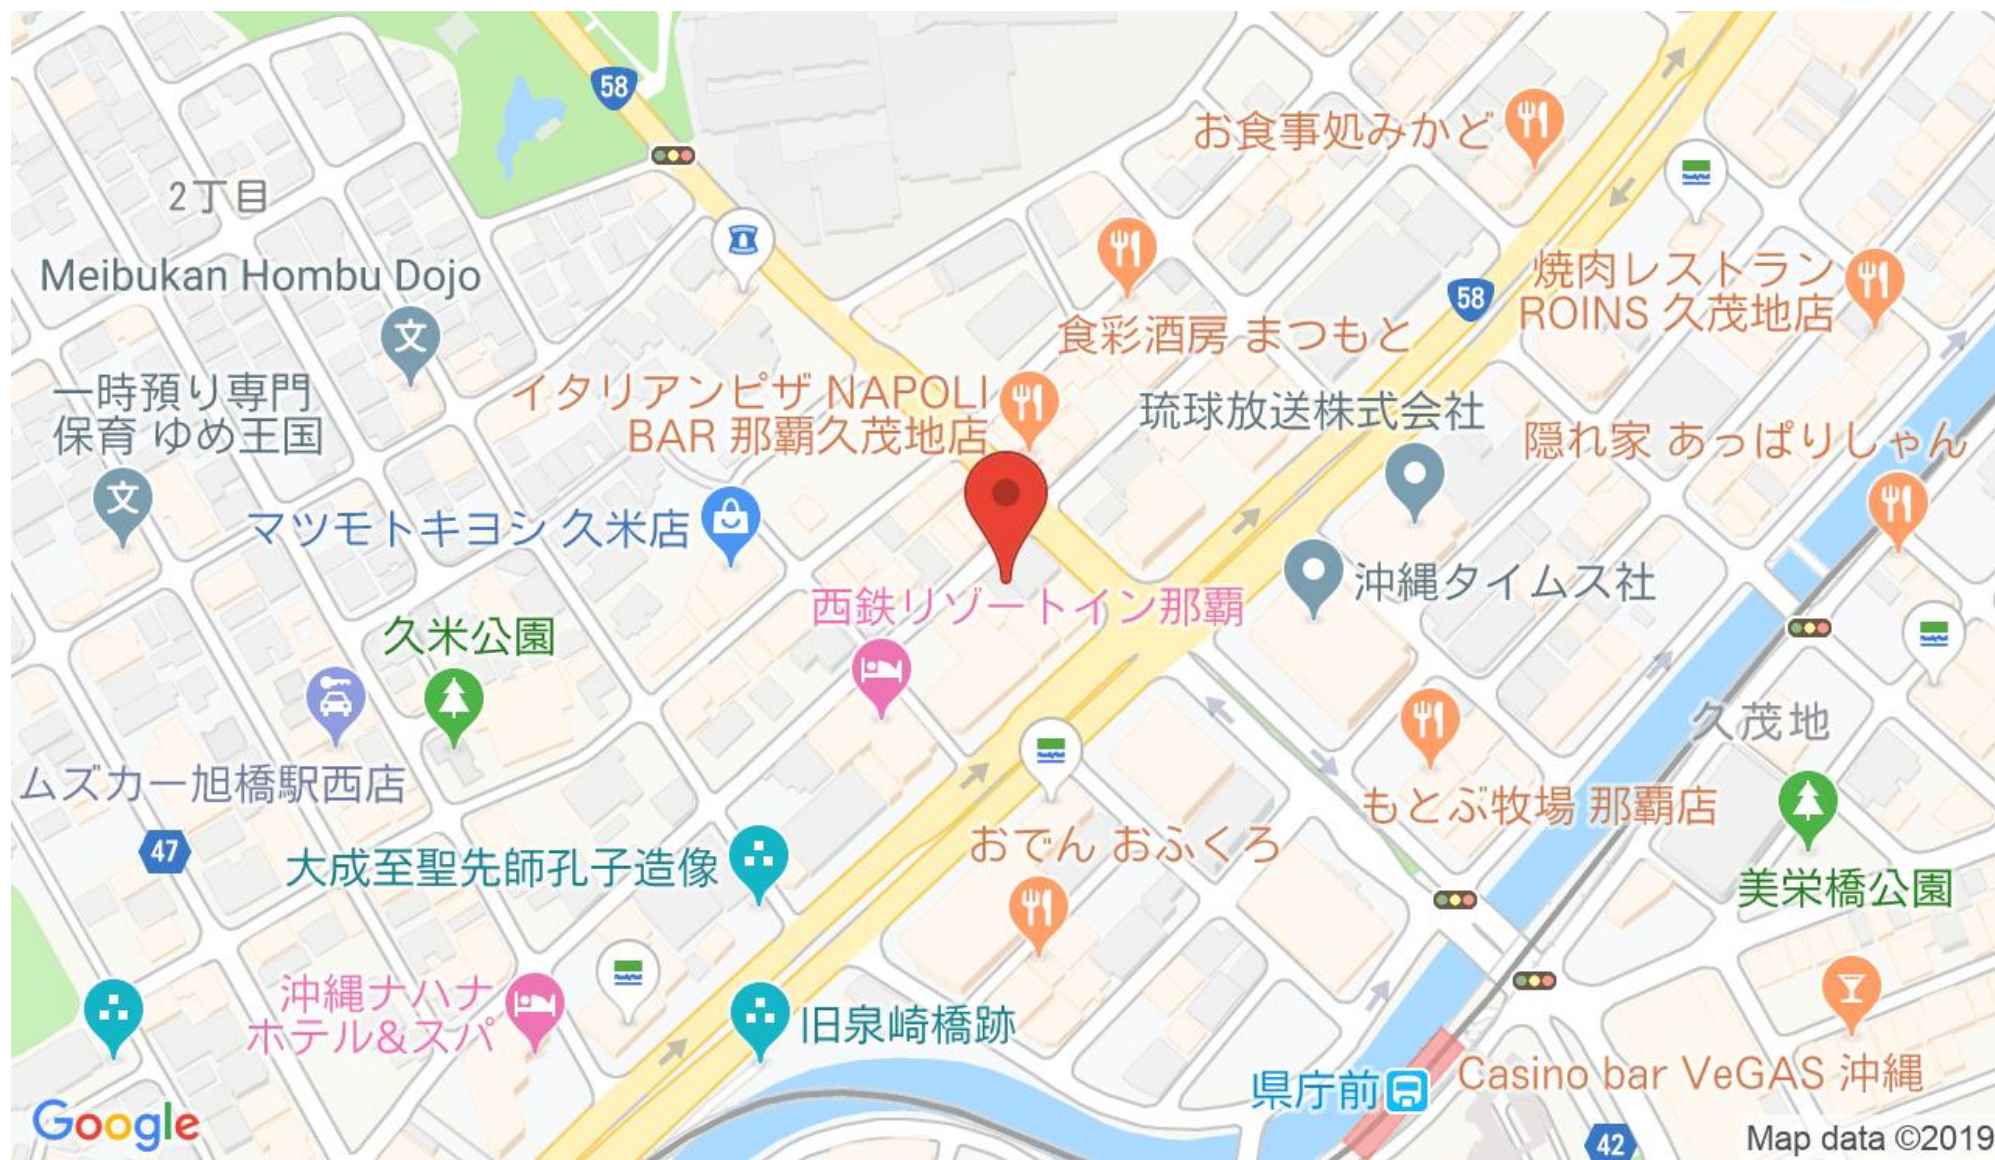 58
お食事処みかど
2丁目
Meibukan Hombu Dojo
焼肉レストラン
ROINS 久茂地店
58
食彩酒房 まつもと
一時預り専門
保育 ゆめ王国
文
文
イタリアンピザ NAPOLI
BAR 那覇久茂地店
琉球放送株式会社
隠れ家 あっぱりしゃん
マツモトキヨシ 久米店
沖縄タイムス社
西鉄リゾートイン那覇
久米公園
久茂地
ムズカー旭橋駅西店
もとぶ牧場 那覇店
47
大成至聖先師孔子造像
おでん おふくろ
美栄橋公園
沖縄ナハナ
ホテル&スパ
旧泉崎橋跡
県庁前
Casino bar VeGAS 沖縄
Google
42
Map data ©2019